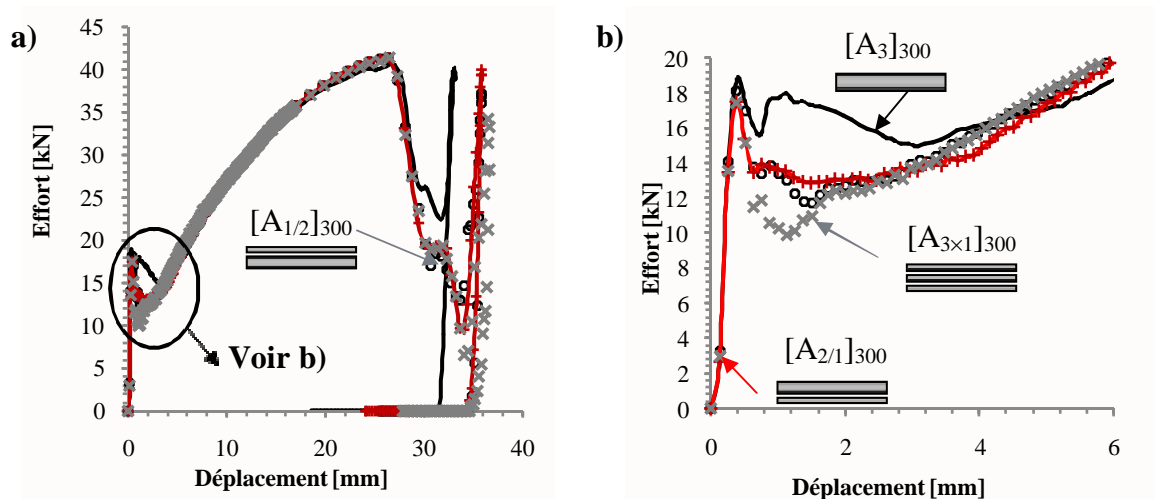 a)
Effort [kN]
45
40
35
30
25
20
15
10
5
0
0 10 20 30 40
Déplacement [mm]
[A1/2]300
Voir b)
b)
Effort [kN]
20
18
16
14
12
10
8
6
4
2
0
0 2 4 6
Déplacement [mm]
[A3]300
[A3×1]300
[A2/1]300